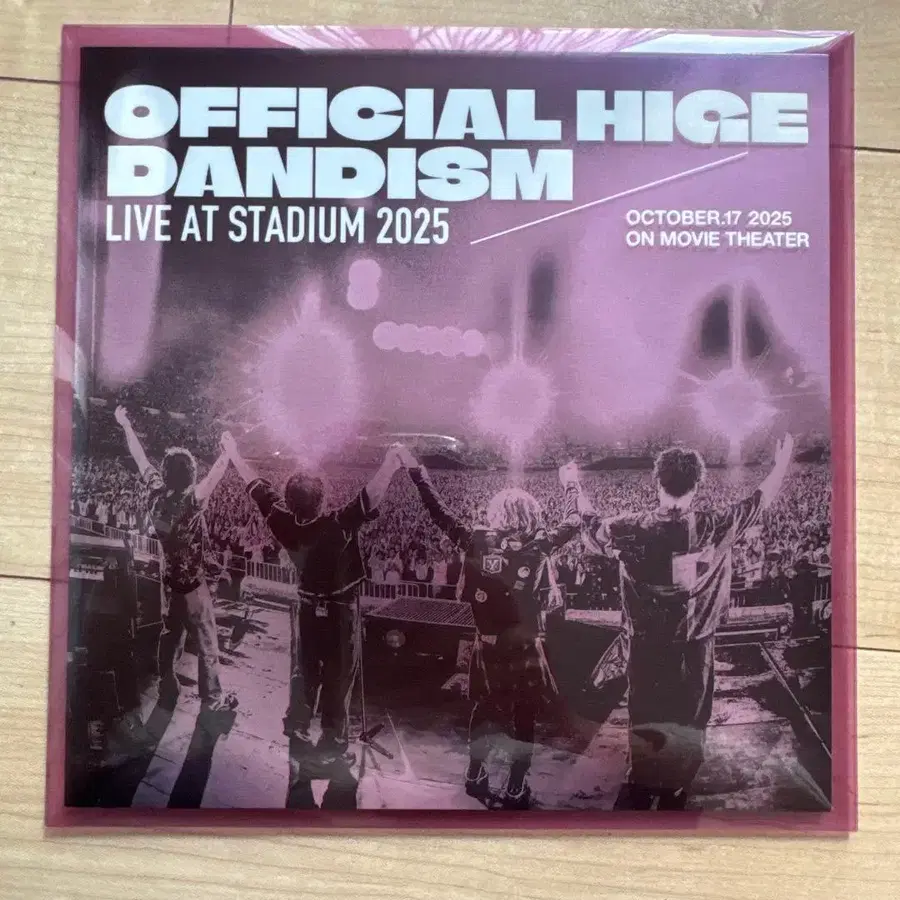 OFFICIAL HIGE
DANDISM
LIVE AT STADIUM 2025
OCTOBER.17 2025
ON MOVIE THEATER